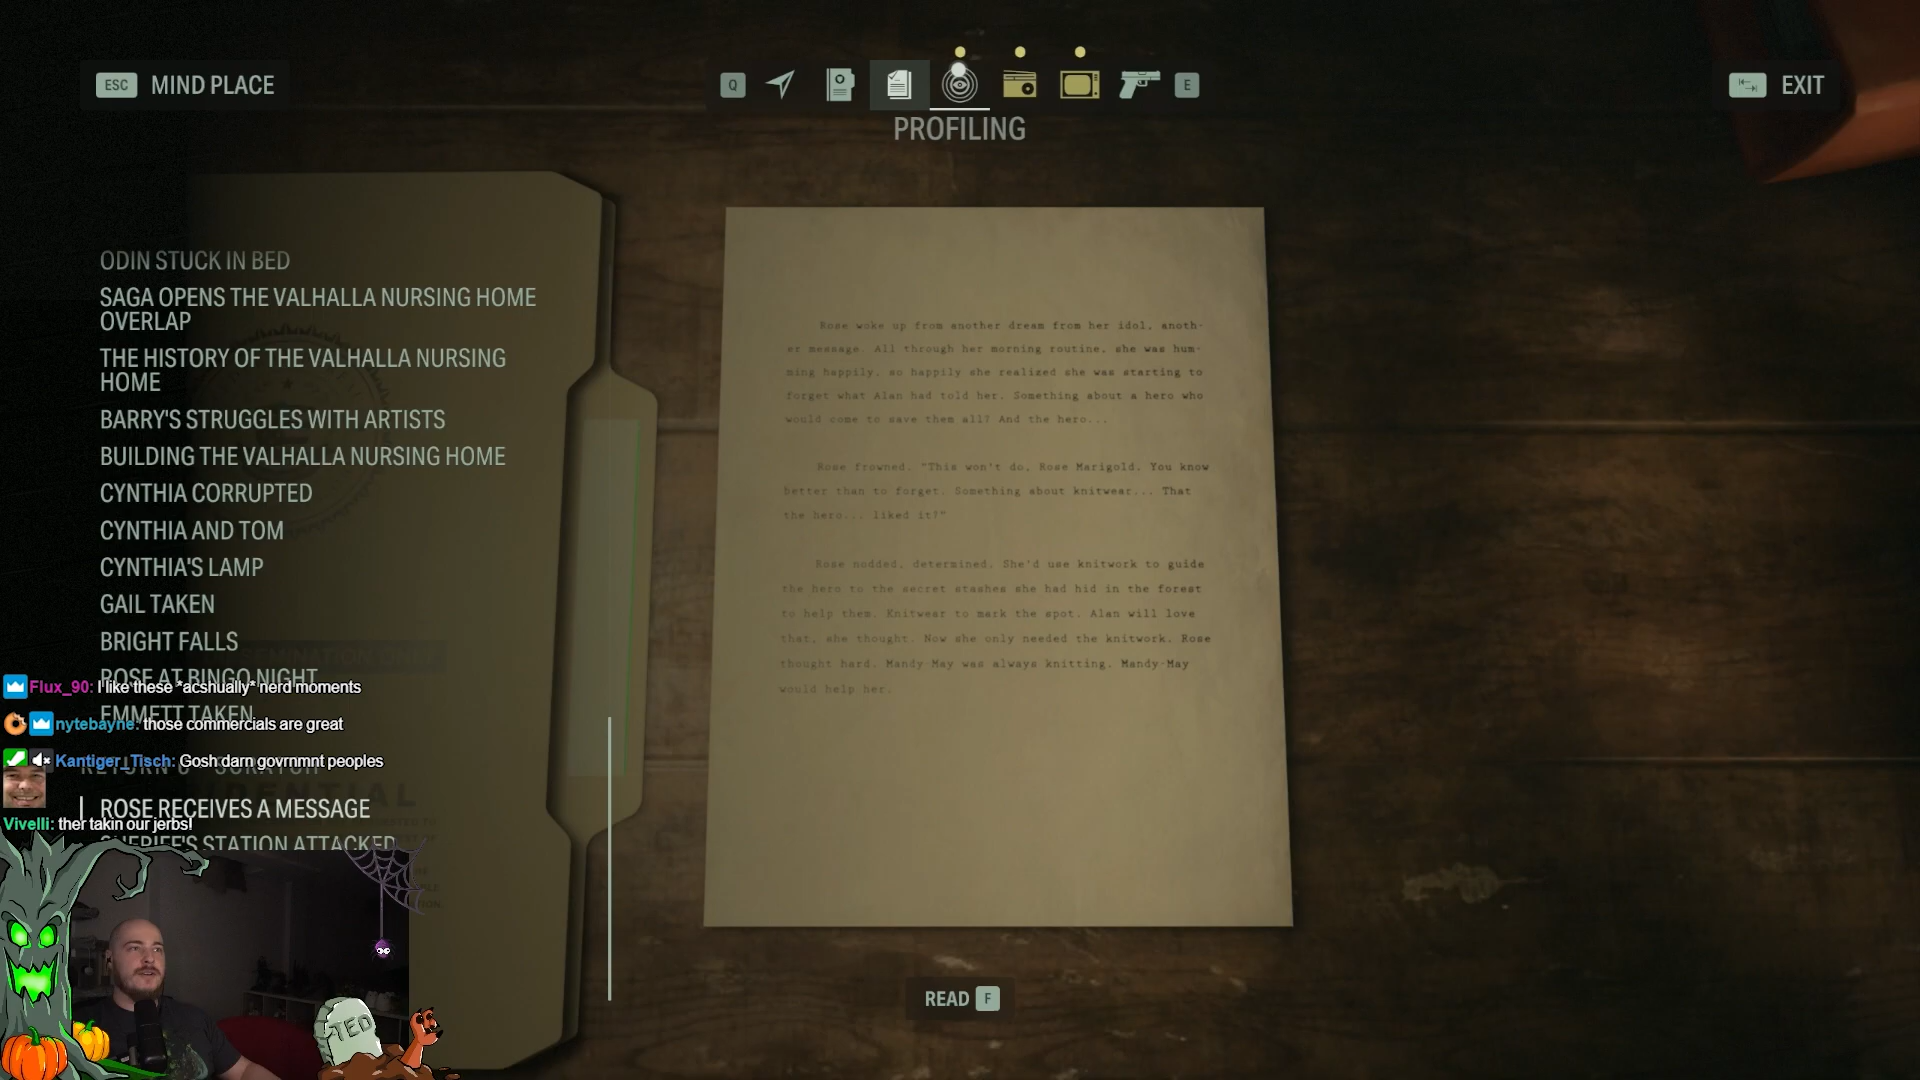 ESC MIND PLACE
Q
E
EXIT
PROFILING
ODIN STUCK IN BED
SAGA OPENS THE VALHALLA NURSING HOME
OVERLAP
THE HISTORY OF THE VALHALLA NURSING
HOME
BARRY'S STRUGGLES WITH ARTISTS
BUILDING THE VALHALLA NURSING HOME
CYNTHIA CORRUPTED
CYNTHIA AND TOM
CYNTHIA'S LAMP
GAIL TAKEN
BRIGHT FALLS
ROSE AT BINGO NIGHT
Flux_90: I like these *acshually* nerd moments
EMMETT TAKEN
nytebayne: those commercials are great
Kantiger_Tisch: Gosh darn govrnmnt peoples
ROSE RECEIVES A MESSAGE
Vivelli: ther takin our jerbs!
SHERIFF'S STATION ATTACKED
Rose woke up from another dream from her idol, anoth-
er message. All through her morning routine, she was hum-
ming happily, so happily she realized she was starting to
forget what Alan had told her. Something about a hero who
would come to save them all? And the hero...
Rose frowned. "This won't do, Rose Marigold. You know
better than to forget. Something about knitwear... That
the hero... liked it?"
Rose nodded, determined. She'd use knitwork to guide
the hero to the secret stashes she had hid in the forest
to help them. Knitwear to mark the spot. Alan will love
that, she thought. Now she only needed the knitwork. Rose
thought hard. Mandy May was always knitting. Mandy-May
would help her.
READ F
TED